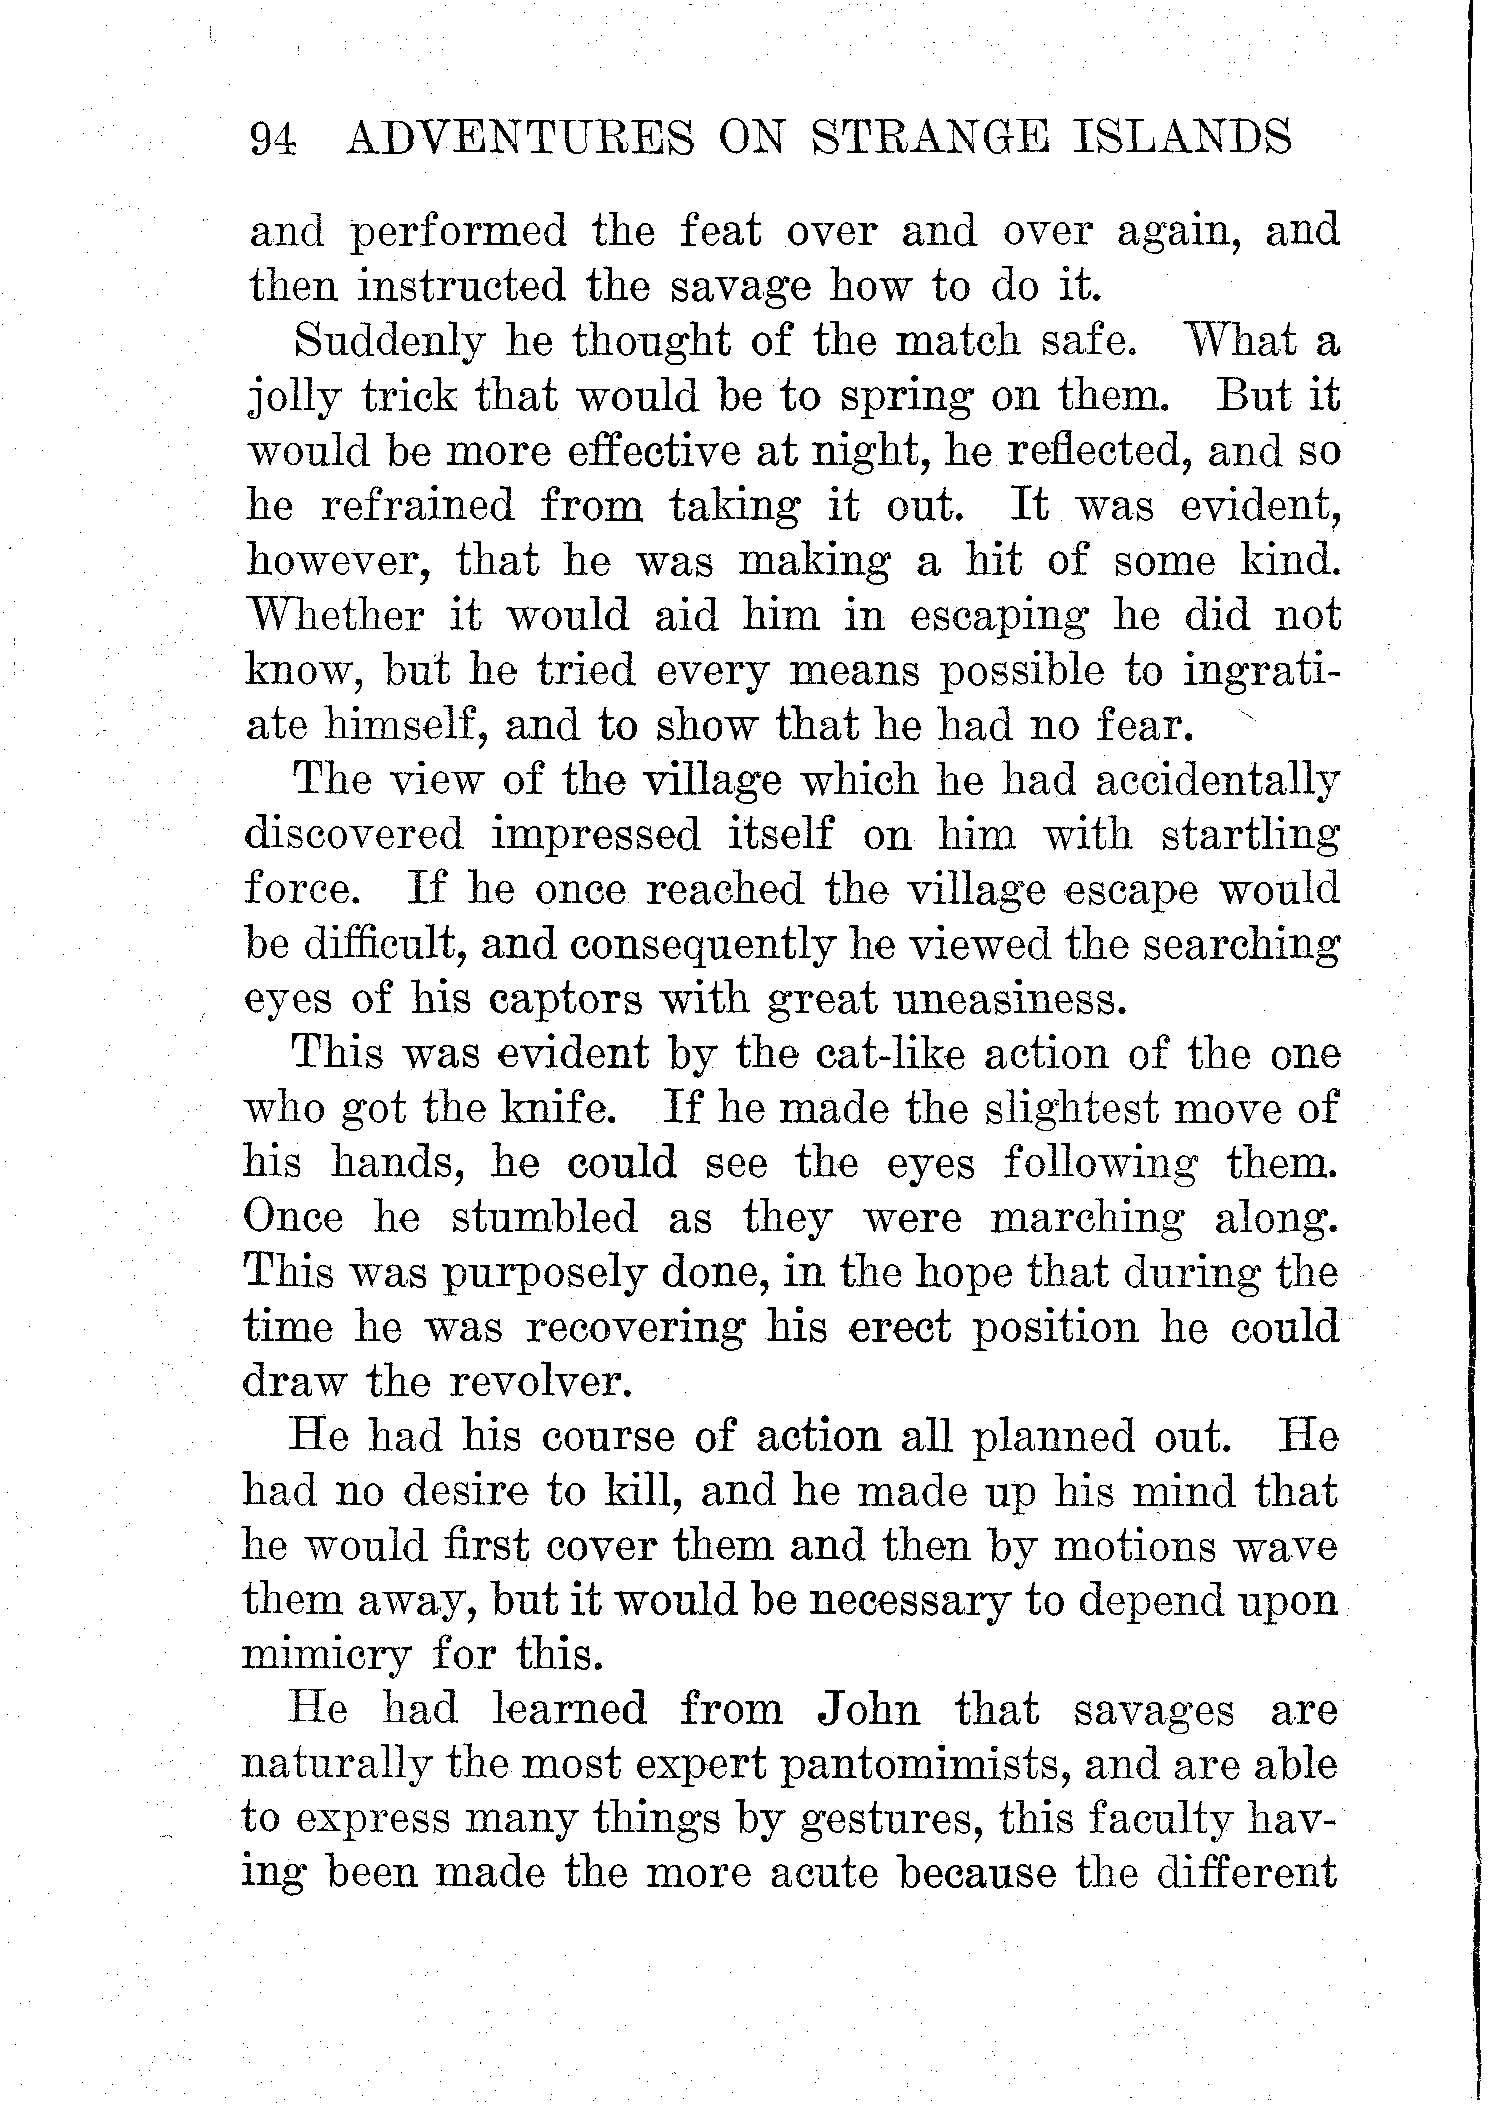 94 ADVENTURES ON STRANGE ISLANDS
and performed the feat over and over again, and
then instructed the savage how to do it.
Suddenly he thought of the match safe. What a
jolly trick that would be to spring on them. But it
would be more effective at night, he reflected, and so
he refrained from taking it out. It was evident,
however, that he was making a hit of some kind.
Whether it would aid him in escaping he did not
know, but he tried every means possible to ingrati-
ate himself, and to show that he had no fear.
The view of the village which he had accidentally
discovered impressed itself on him with startling
force. If he once reached the village escape would
be difficult, and consequently he viewed the searching
eyes of his captors with great uneasiness.
This was evident by the cat-like action of the one
who got the knife. If he made the slightest move of
his hands, he could see the eyes following them.
Once he stumbled as they were marching along.
This was purposely done, in the hope that during the
time he was recovering his erect position he could
draw the revolver.
He had his course of action all planned out. He
had no desire to kill, and he made up his mind that
he would first cover them and then by motions wave
them away, but it would be necessary to depend upon
mimicry for this.
He had learned from John that savages are
naturally the most expert pantomimists, and are able
to express many things by gestures, this faculty hav-
ing been made the more acute because the different